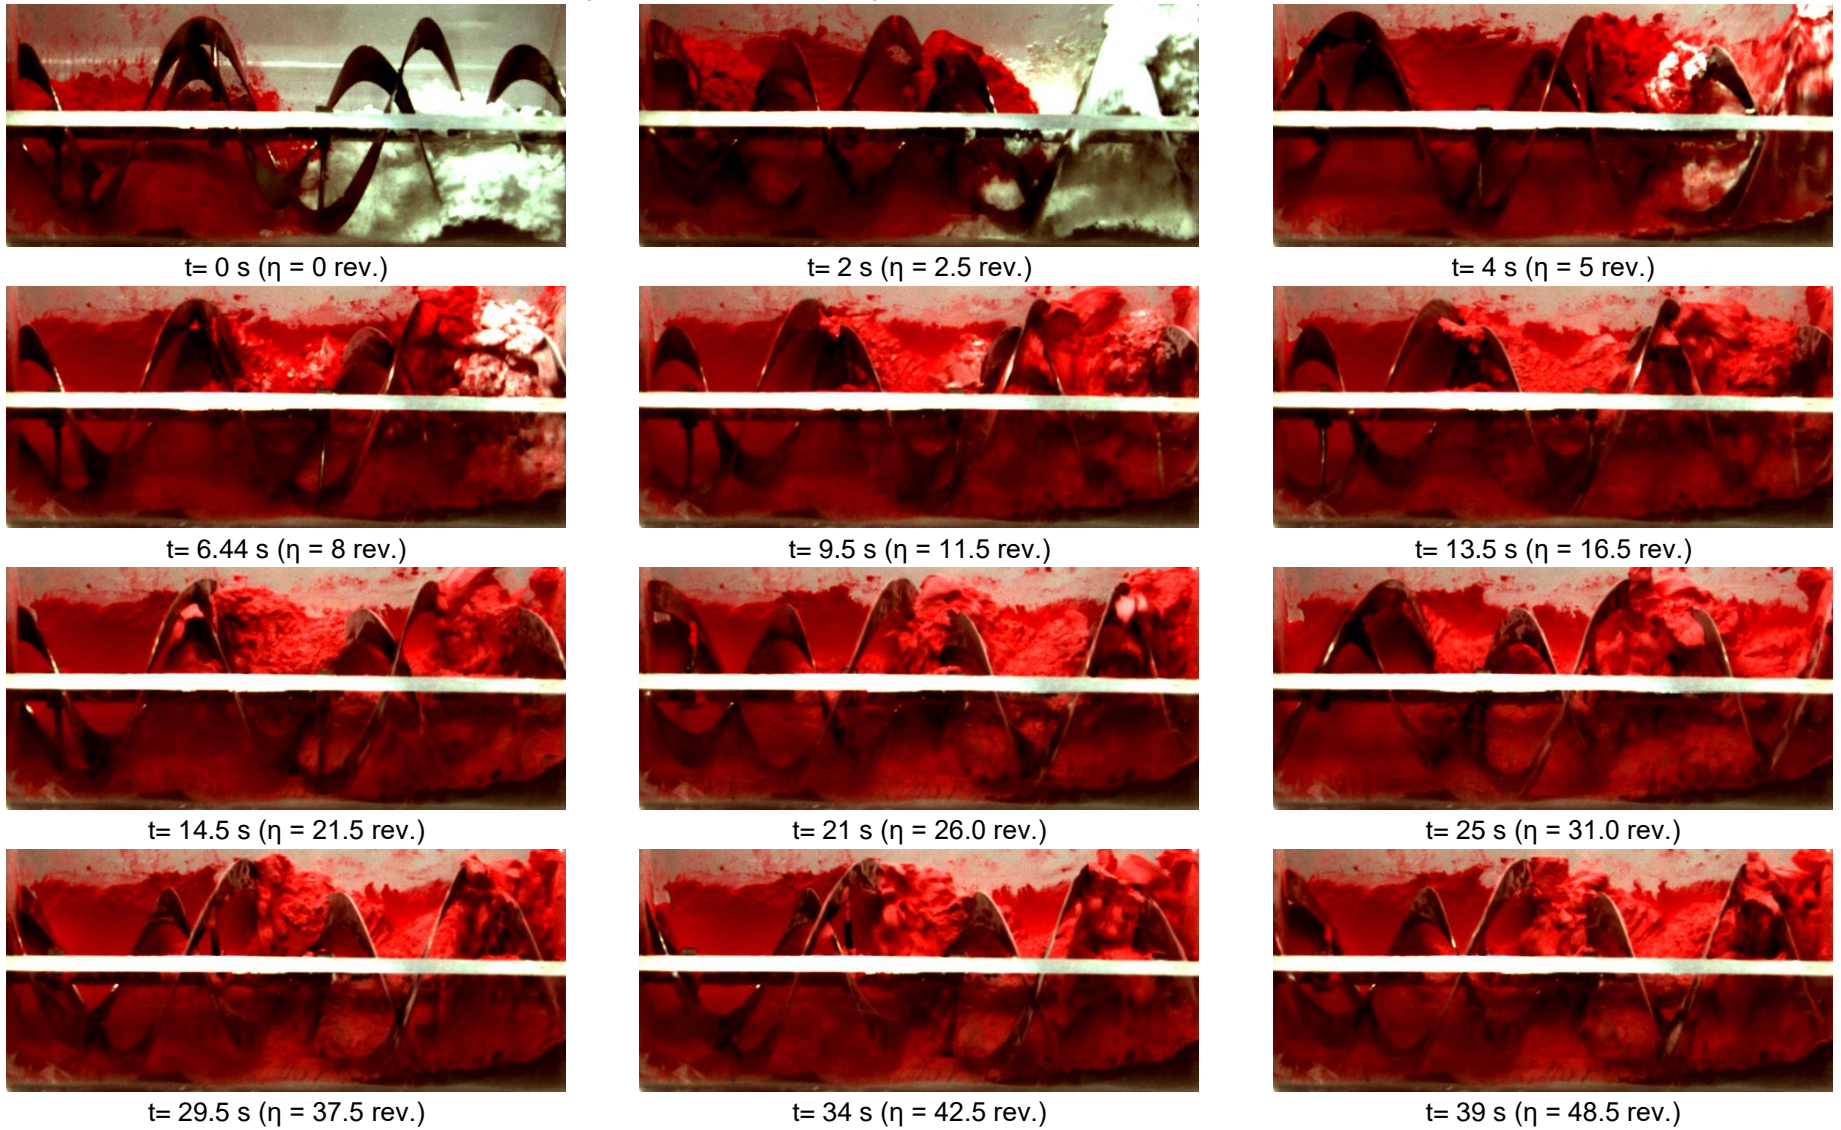 t= 0 s (η = 0 rev.)
t= 2 s (η = 2.5 rev.)
t= 4 s (η = 5 rev.)
t= 6.44 s (η = 8 rev.)
t= 9.5 s (η = 11.5 rev.)
t= 13.5 s (η = 16.5 rev.)
t= 14.5 s (η = 21.5 rev.)
t= 21 s (η = 26.0 rev.)
t= 25 s (η = 31.0 rev.)
t= 29.5 s (η = 37.5 rev.)
t= 34 s (η = 42.5 rev.)
t= 39 s (η = 48.5 rev.)